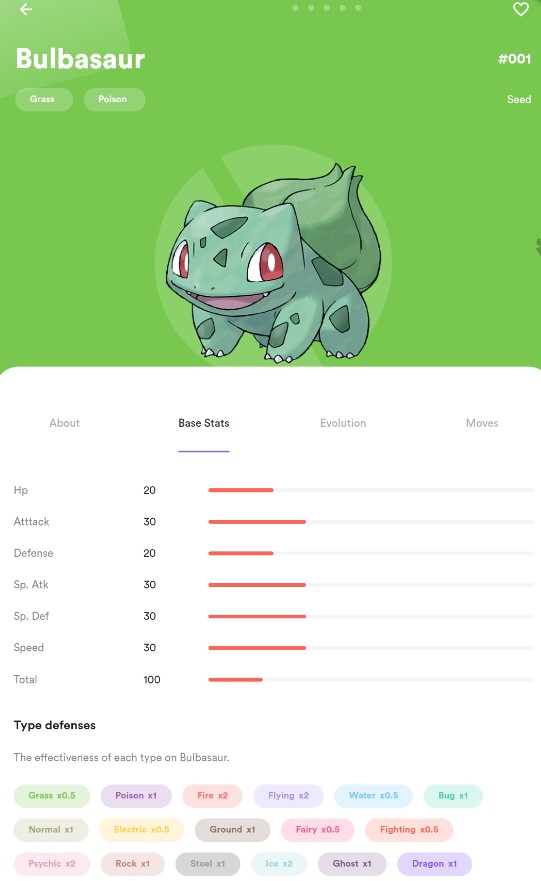 Bulbasaur
#001
Grass Poison
Seed
About Base Stats Evolution Moves
Hp 20
Atttack 30
Defense 20
Sp. Atk 30
Sp. Def 30
Speed 30
Total 100
Type defenses
The effectiveness of each type on Bulbasaur.
Grass x0.5 Poison x1 Fire x2 Flying x2 Water x0.5 Bug x1
Normal x1 Electric x0.5 Ground x1 Fairy x0.5 Fighting x0.5
Psychic x2 Rock x1 Steel x1 Ice x2 Ghost x1 Dragon x1